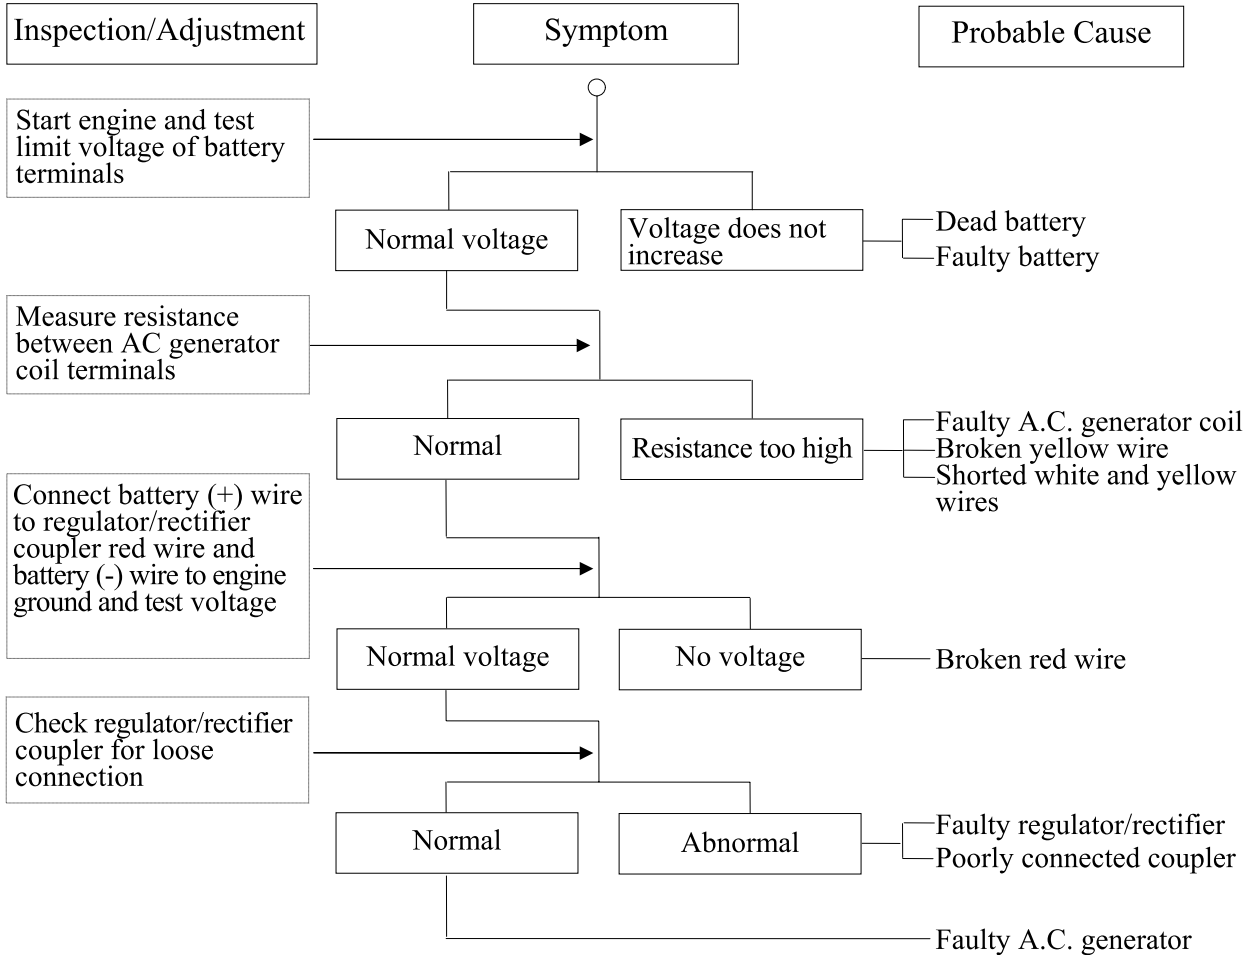 Inspection/Adjustment
Symptom
Probable Cause
Start engine and test
limit voltage of battery
terminals
Normal voltage
Voltage does not
increase
Dead battery
Faulty battery
Measure resistance
between AC generator
coil terminals
Normal
Resistance too high
Faulty A.C. generator coil
Broken yellow wire
Shorted white and yellow
wires
Connect battery (+) wire
to regulator/rectifier
coupler red wire and
battery (-) wire to engine
ground and test voltage
Normal voltage
No voltage
Broken red wire
Check regulator/rectifier
coupler for loose
connection
Normal
Abnormal
Faulty regulator/rectifier
Poorly connected coupler
Faulty A.C. generator